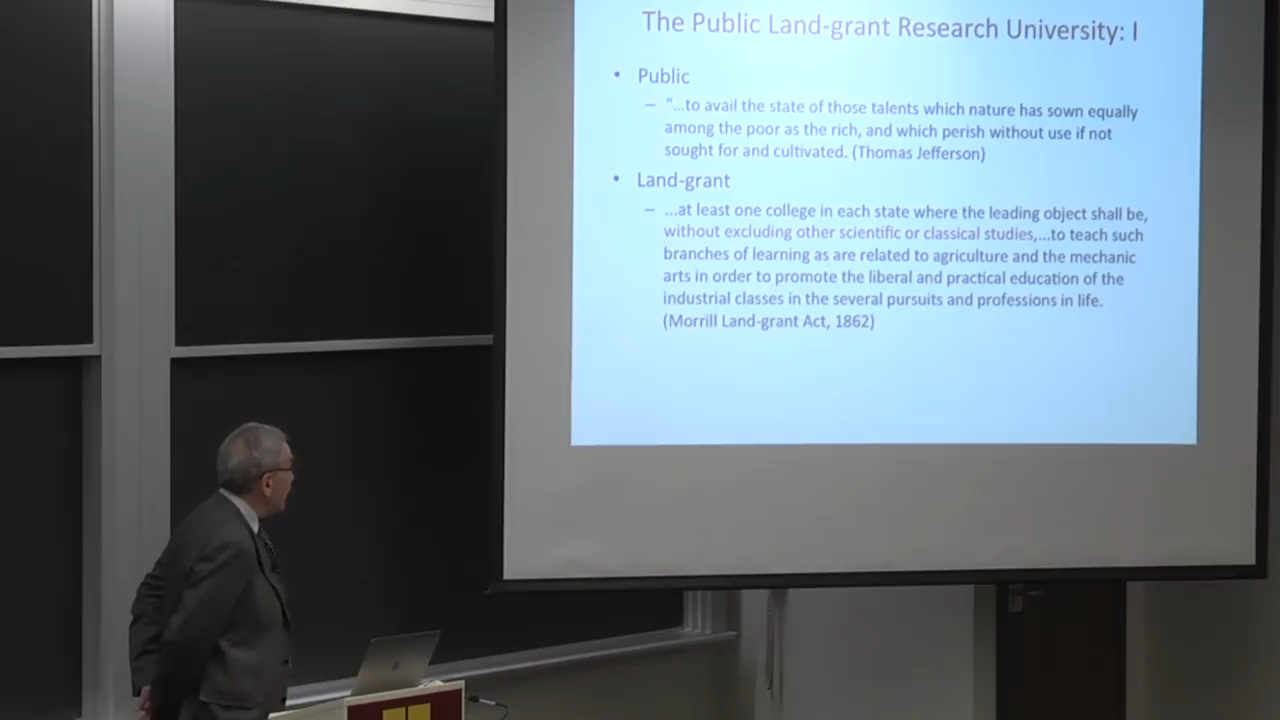 The Public Land-grant Research University: I
• Public
– "...to avail the state of those talents which nature has sown equally
among the poor as the rich, and which perish without use if not
sought for and cultivated. (Thomas Jefferson)
• Land-grant
– ...at least one college in each state where the leading object shall be,
without excluding other scientific or classical studies,...to teach such
branches of learning as are related to agriculture and the mechanic
arts in order to promote the liberal and practical education of the
industrial classes in the several pursuits and professions in life.
(Morrill Land-grant Act, 1862)